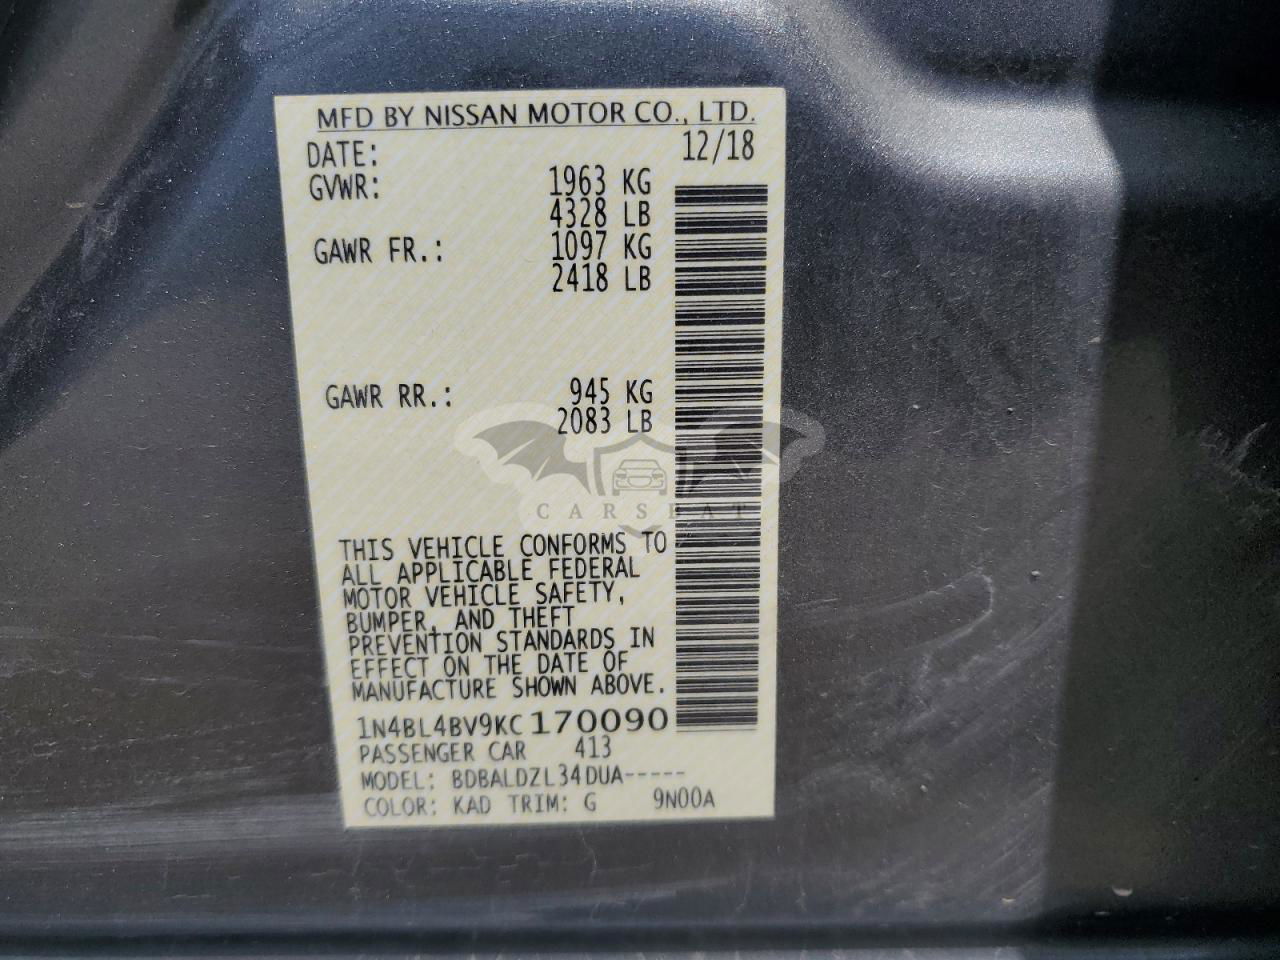 MFD BY NISSAN MOTOR CO., LTD.
DATE: 12/18
GVWR: 1963 KG
4328 LB
GAWR FR.: 1097 KG
2418 LB
GAWR RR.: 945 KG
2083 LB
CARSBAT
THIS VEHICLE CONFORMS TO
ALL APPLICABLE FEDERAL
MOTOR VEHICLE SAFETY,
BUMPER, AND THEFT
PREVENTION STANDARDS IN
EFFECT ON THE DATE OF
MANUFACTURE SHOWN ABOVE.
1N4BL4BV9KC170090
PASSENGER CAR 413
MODEL: BDBALDZL34DUA-----
COLOR: KAD TRIM: G 9N00A